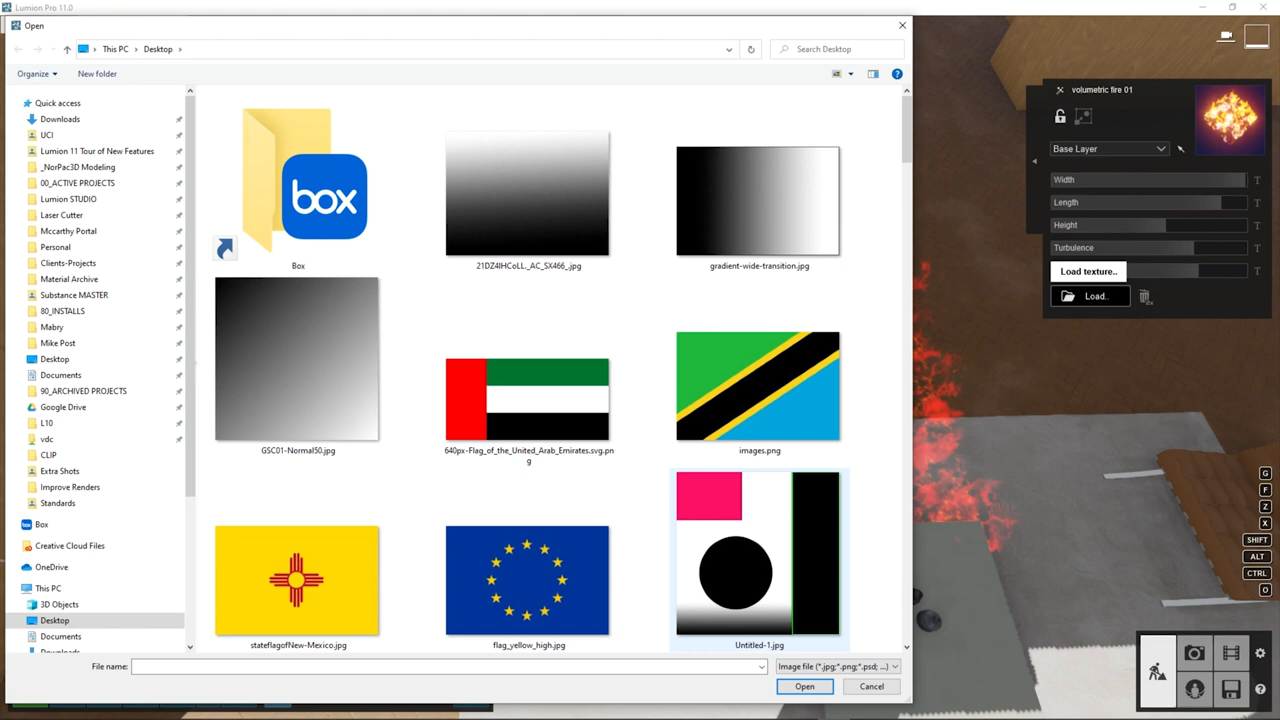 Lumion Pro 11.0
Open
This PC > Desktop >
Search Desktop
Organize
New folder
Quick access
Downloads
UCI
Lumion 11 Tour of New Features
_NorPac3D Modeling
00_ACTIVE PROJECTS
Lumion STUDIO
Laser Cutter
Mccarthy Portal
Personal
Clients-Projects
Material Archive
Substance MASTER
80_INSTALLS
Mabry
Mike Post
Desktop
Documents
90_ARCHIVED PROJECTS
Google Drive
L10
vdc
CLIP
Extra Shots
Improve Renders
Standards
Box
Creative Cloud Files
OneDrive
This PC
3D Objects
Desktop
Documents
box
Box
21DZ4IHCoLL._AC_SX466_.jpg
gradient-wide-transition.jpg
GSC01-Normal50.jpg
640px-Flag_of_the_United_Arab_Emirates.svg.pn
g
images.png
stateflagofNew-Mexico.jpg
flag_yellow_high.jpg
Untitled-1.jpg
File name:
Image file (*.jpg;*.png;*.psd; ...)
Open
Cancel
volumetric fire 01
Base Layer
Width
T
Length
T
Height
T
Turbulence
T
Load texture..
T
Load..
G
F
Z
X
SHIFT
ALT
CTRL
O